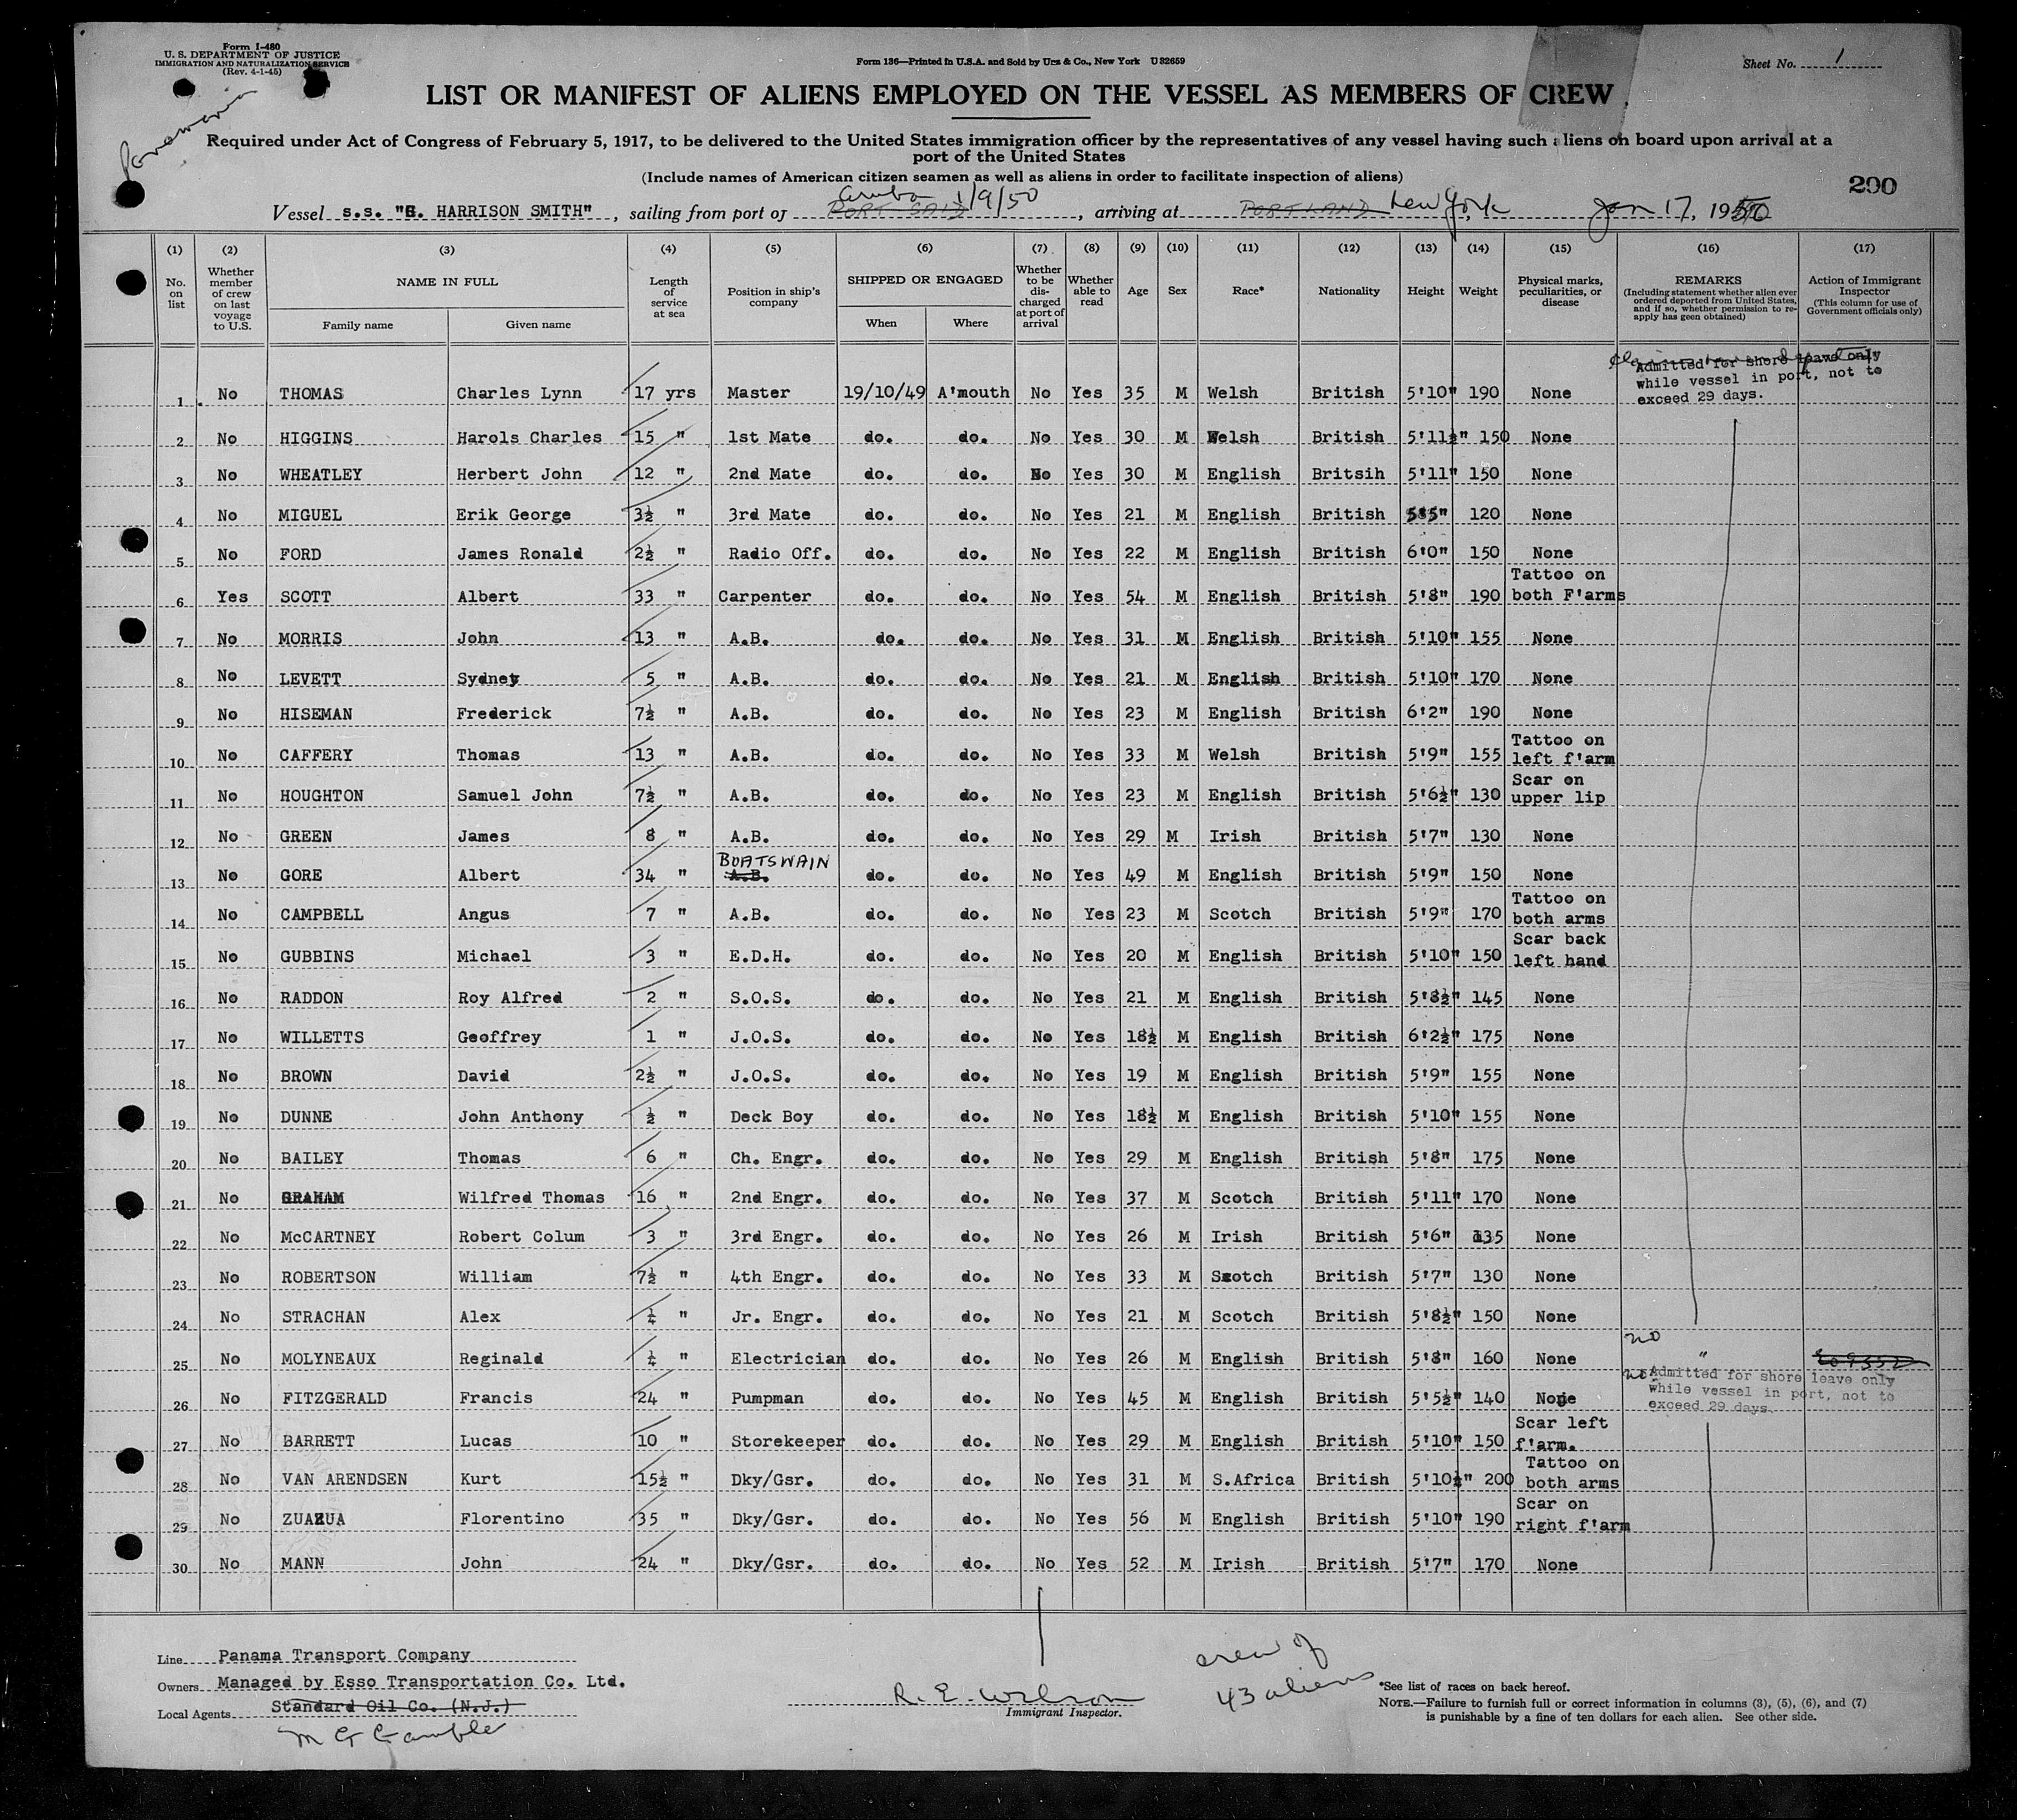 Form I-480
U. S. DEPARTMENT OF JUSTICE
IMMIGRATION AND NATURALIZATION SERVICE
(Rev. 4-1-45)
Form 136—Printed in U.S.A. and Sold by Unz & Co., New York U 32659
Sheet No. 1
Panaman
LIST OR MANIFEST OF ALIENS EMPLOYED ON THE VESSEL AS MEMBERS OF CREW
Required under Act of Congress of February 5, 1917, to be delivered to the United States immigration officer by the representatives of any vessel having such aliens on board upon arrival at a
port of the United States
(Include names of American citizen seamen as well as aliens in order to facilitate inspection of aliens)
290
Aruba 1/9/50
Vessel s.s. "G. HARRISON SMITH", sailing from port of PORT SAID, arriving at PORTLAND New York Jan 17, 1950
(1) (2) (3) (4) (5) (6) (7) (8) (9) (10) (11) (12) (13) (14) (15) (16) (17)
No. on list
Whether member of crew on last voyage to U.S.
NAME IN FULL
Family name
Given name
Length of service at sea
Position in ship's company
SHIPPED OR ENGAGED
When
Where
Whether to be discharged at port of arrival
Whether able to read
Age
Sex
Race*
Nationality
Height
Weight
Physical marks, peculiarities, or disease
REMARKS
(Including statement whether alien ever ordered deported from United States, and if so, whether permission to re-apply has geen obtained)
Action of Immigrant Inspector
(This column for use of Government officials only)
Admitted for shore leave only
while vessel in port, not to
exceed 29 days.
1 No THOMAS Charles Lynn 17 yrs Master 19/10/49 A'mouth No Yes 35 M Welsh British 5'10" 190 None
2 No HIGGINS Harols Charles 15 " 1st Mate do. do. No Yes 30 M Welsh British 5'11½" 150 None
3 No WHEATLEY Herbert John 12 " 2nd Mate do. do. No Yes 30 M English Britsih 5'11" 150 None
4 No MIGUEL Erik George 3½ " 3rd Mate do. do. No Yes 21 M English British 5'5" 120 None
5 No FORD James Ronald 2½ " Radio Off. do. do. No Yes 22 M English British 6'0" 150 None
6 Yes SCOTT Albert 33 " Carpenter do. do. No Yes 54 M English British 5'8" 190 Tattoo on both F'arms
7 No MORRIS John 13 " A.B. do. do. No Yes 31 M English British 5'10" 155 None
8 No LEVETT Sydney 5 " A.B. do. do. No Yes 21 M English British 5'10" 170 None
9 No HISEMAN Frederick 7½ " A.B. do. do. No Yes 23 M English British 6'2" 190 None
10 No CAFFERY Thomas 13 " A.B. do. do. No Yes 33 M Welsh British 5'9" 155 Tattoo on left f'arm
11 No HOUGHTON Samuel John 7½ " A.B. do. do. No Yes 23 M English British 5'6½" 130 Scar on upper lip
12 No GREEN James 8 " A.B. do. do. No Yes 29 M Irish British 5'7" 130 None
13 No GORE Albert 34 " A.B. BOATSWAIN do. do. No Yes 49 M English British 5'9" 150 None
14 No CAMPBELL Angus 7 " A.B. do. do. No Yes 23 M Scotch British 5'9" 170 Tattoo on both arms
15 No GUBBINS Michael 3 " E.D.H. do. do. No Yes 20 M English British 5'10" 150 Scar back left hand
16 No RADDON Roy Alfred 2 " S.O.S. do. do. No Yes 21 M English British 5'8½" 145 None
17 No WILLETTS Geoffrey 1 " J.O.S. do. do. No Yes 18½ M English British 6'2½" 175 None
18 No BROWN David 2½ " J.O.S. do. do. No Yes 19 M English British 5'9" 155 None
19 No DUNNE John Anthony ½ " Deck Boy do. do. No Yes 18½ M English British 5'10" 155 None
20 No BAILEY Thomas 6 " Ch. Engr. do. do. No Yes 29 M English British 5'8" 175 None
21 No GRAHAM Wilfred Thomas 16 " 2nd Engr. do. do. No Yes 37 M Scotch British 5'11" 170 None
22 No McCARTNEY Robert Colum 3 " 3rd Engr. do. do. No Yes 26 M Irish British 5'6" 135 None
23 No ROBERTSON William 7½ " 4th Engr. do. do. No Yes 33 M Scotch British 5'7" 130 None
24 No STRACHAN Alex ¼ " Jr. Engr. do. do. No Yes 21 M Scotch British 5'8½" 150 None
25 No MOLYNEAUX Reginald ¼ " Electrician do. do. No Yes 26 M English British 5'8" 160 None no "
26 No FITZGERALD Francis 24 " Pumpman do. do. No Yes 45 M English British 5'5½" 140 None no Admitted for shore leave only
while vessel in port, not to
exceed 29 days.
27 No BARRETT Lucas 10 " Storekeeper do. do. No Yes 29 M English British 5'10" 150 Scar left f'arm.
28 No VAN ARENDSEN Kurt 15½ " Dky/Gsr. do. do. No Yes 31 M S.Africa British 5'10½" 200 Tattoo on both arms
29 No ZUAZUA Florentino 35 " Dky/Gsr. do. do. No Yes 56 M English British 5'10" 190 Scar on right f'arm
30 No MANN John 24 " Dky/Gsr. do. do. No Yes 52 M Irish British 5'7" 170 None
Line Panama Transport Company
Owners Managed by Esso Transportation Co. Ltd.
Standard Oil Co. (N.J.)
Local Agents M G Gamble
R. E. Wilson
Immigrant Inspector.
crew of
43 aliens
*See list of races on back hereof.
NOTE.—Failure to furnish full or correct information in columns (3), (5), (6), and (7)
is punishable by a fine of ten dollars for each alien. See other side.